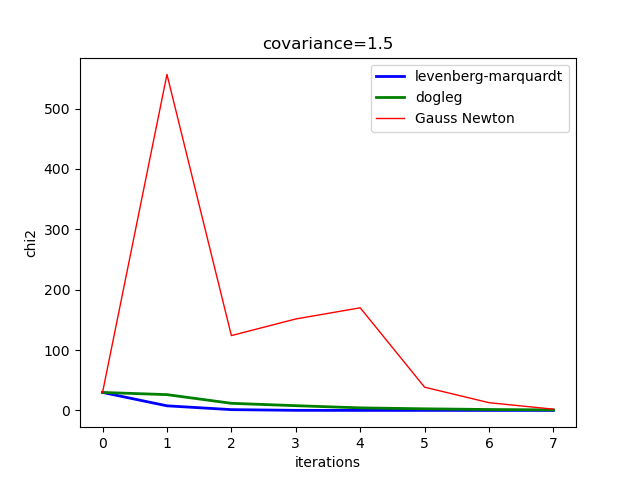 covariance=1.5
levenberg-marquardt
dogleg
Gauss Newton
500
400
300
200
100
0
chi2
0 1 2 3 4 5 6 7
iterations